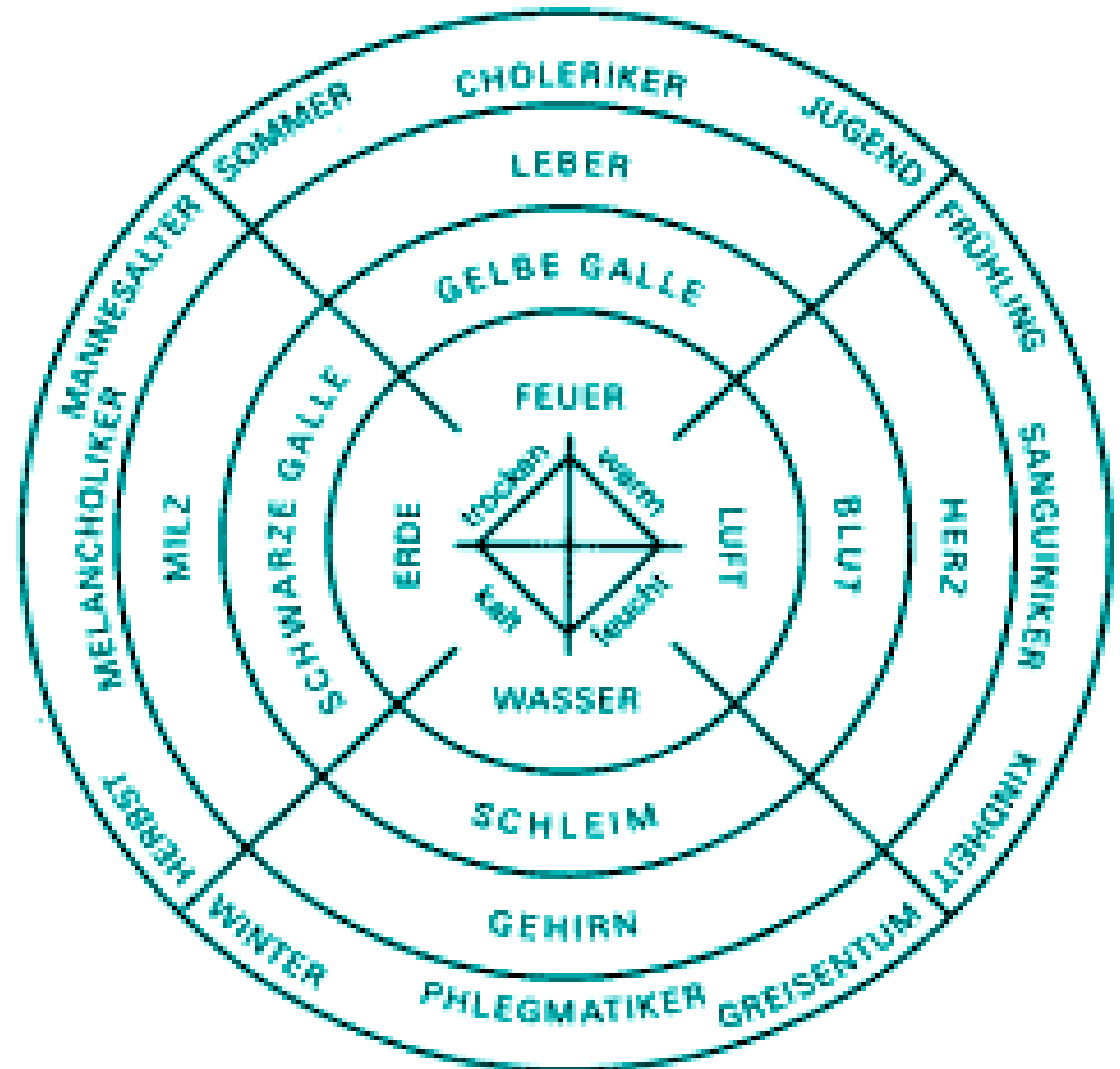 SOMMER
CHOLERIKER
JUGEND
LEBER
GELBE GALLE
FEUER
FRÜHLING
SANGUINIKER
KINDHEIT
HERZ
BLUT
LUFT
MANNESALTER
MELANCHOLIKER
HERBST
MILZ
SCHWARZE GALLE
ERDE
trocken
warm
kalt
feucht
WASSER
SCHLEIM
GEHIRN
WINTER
PHLEGMATIKER
GREISENTUM